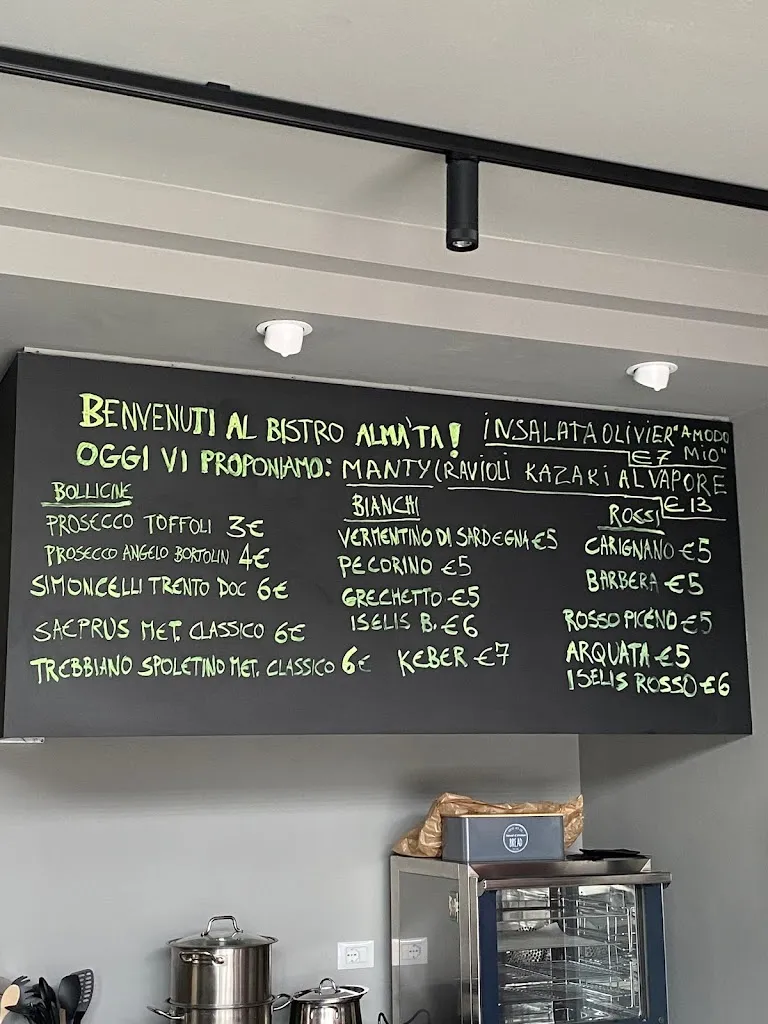 BENVENUTI AL BISTRO ALMA'TA!
INSALATA OLIVIER "A MODO MIO"
€7
OGGI VI PROPONIAMO: MANTY (RAVIOLI KAZAKI AL VAPORE
€13
BOLLICINE
PROSECCO TOFFOLI 3€
PROSECCO ANGELO BORTOLIN 4€
SIMONCELLI TRENTO DOC 6€
SAEPRUS MET. CLASSICO 6€
TREBBIANO SPOLETINO MET. CLASSICO 6€
BIANCHI
VERMENTINO DI SARDEGNA €5
PECORINO €5
GRECHETTO €5
ISELIS B. €6
KEBER €7
ROSSI
CARIGNANO €5
BARBERA €5
ROSSO PICENO €5
ARQUATA €5
ISELIS ROSSO €6
BREAD